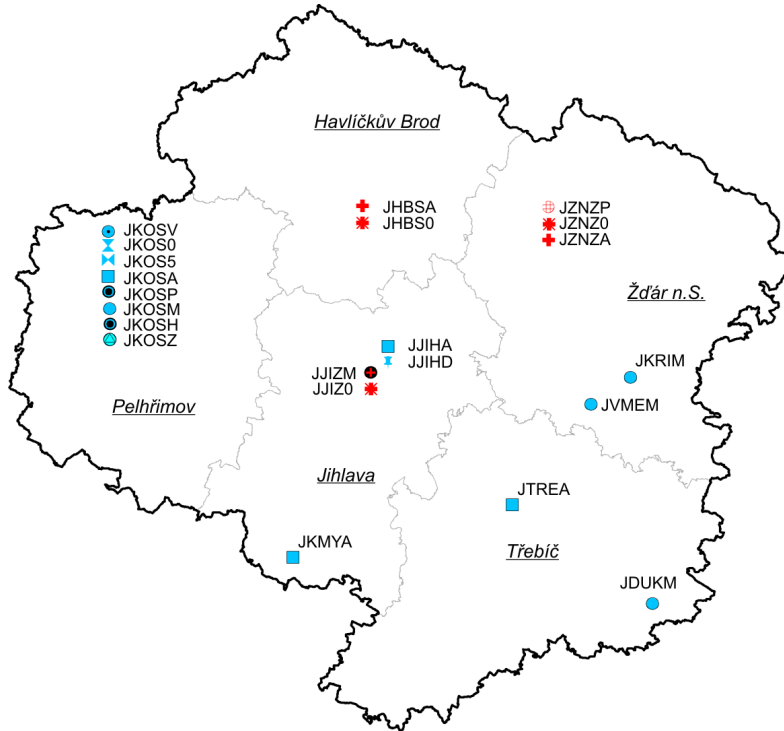 Havlíčkův Brod
JHBSA
JHBS0
JZNZP
JZNZ0
JZNZA
Žďár n.S.
JKOSV
JKOS0
JKOS5
JKOSA
JKOSP
JKOSM
JKOSH
JKOSZ
Pelhřimov
JJIHA
JJIHD
JJIZM
JJIZ0
JKRIM
JVMEM
Jihlava
JKMYA
JTREA
Třebíč
JDUKM